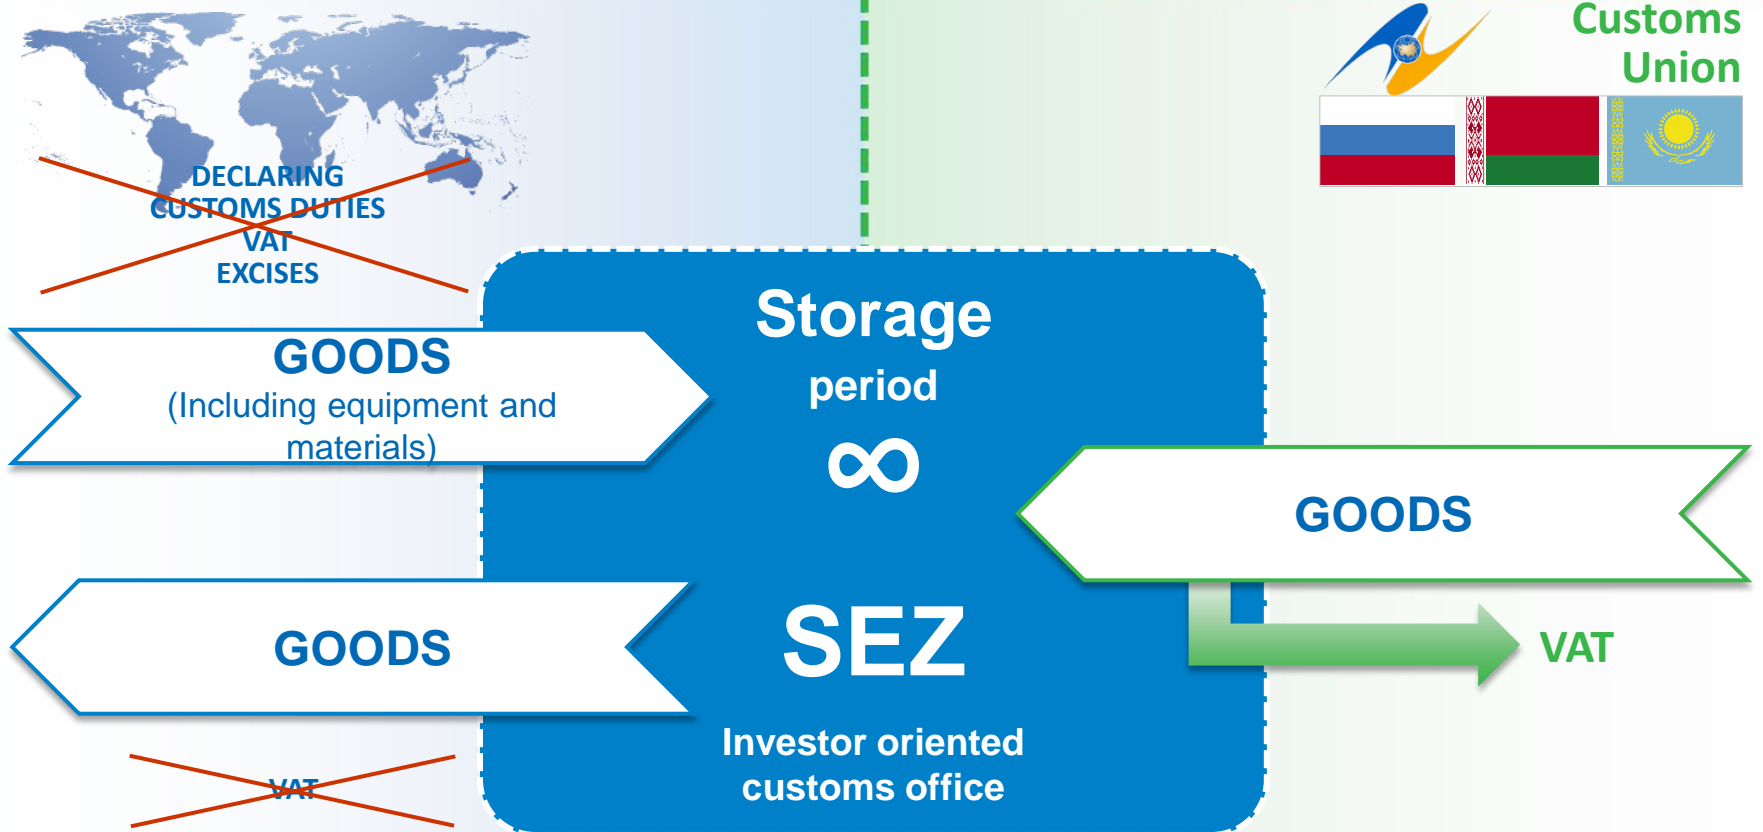 Customs
Union
DECLARING
CUSTOMS DUTIES
VAT
EXCISES
Storage
period
∞
GOODS
(Including equipment and
materials)
GOODS
GOODS
SEZ
VAT
Investor oriented
customs office
VAT